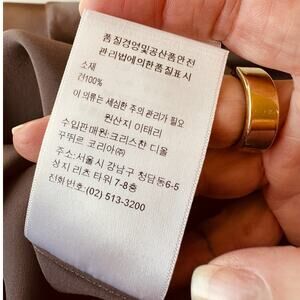 품질경영및공산품안전
관리법에의한품질표시
소재
견100%
이 의류는 세심한 주의 관리가 필요
원산지 이태리
수입판매원:크리스챤 디올
꾸뛰르 코리아㈜
주소:서울시 강남구 청담동6-5
상지 리츠 타워 7-8층
전화번호:(02) 513-3200